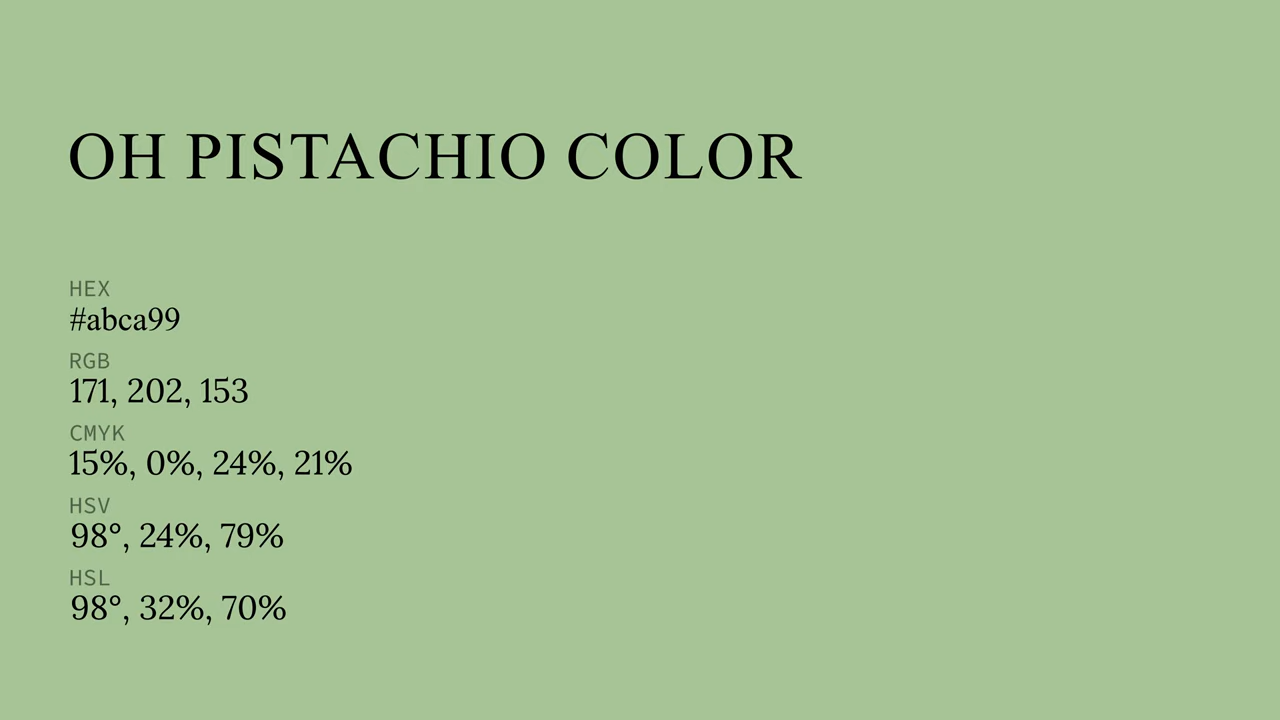 OH PISTACHIO COLOR
HEX
#abca99
RGB
171, 202, 153
CMYK
15%, 0%, 24%, 21%
HSV
98°, 24%, 79%
HSL
98°, 32%, 70%